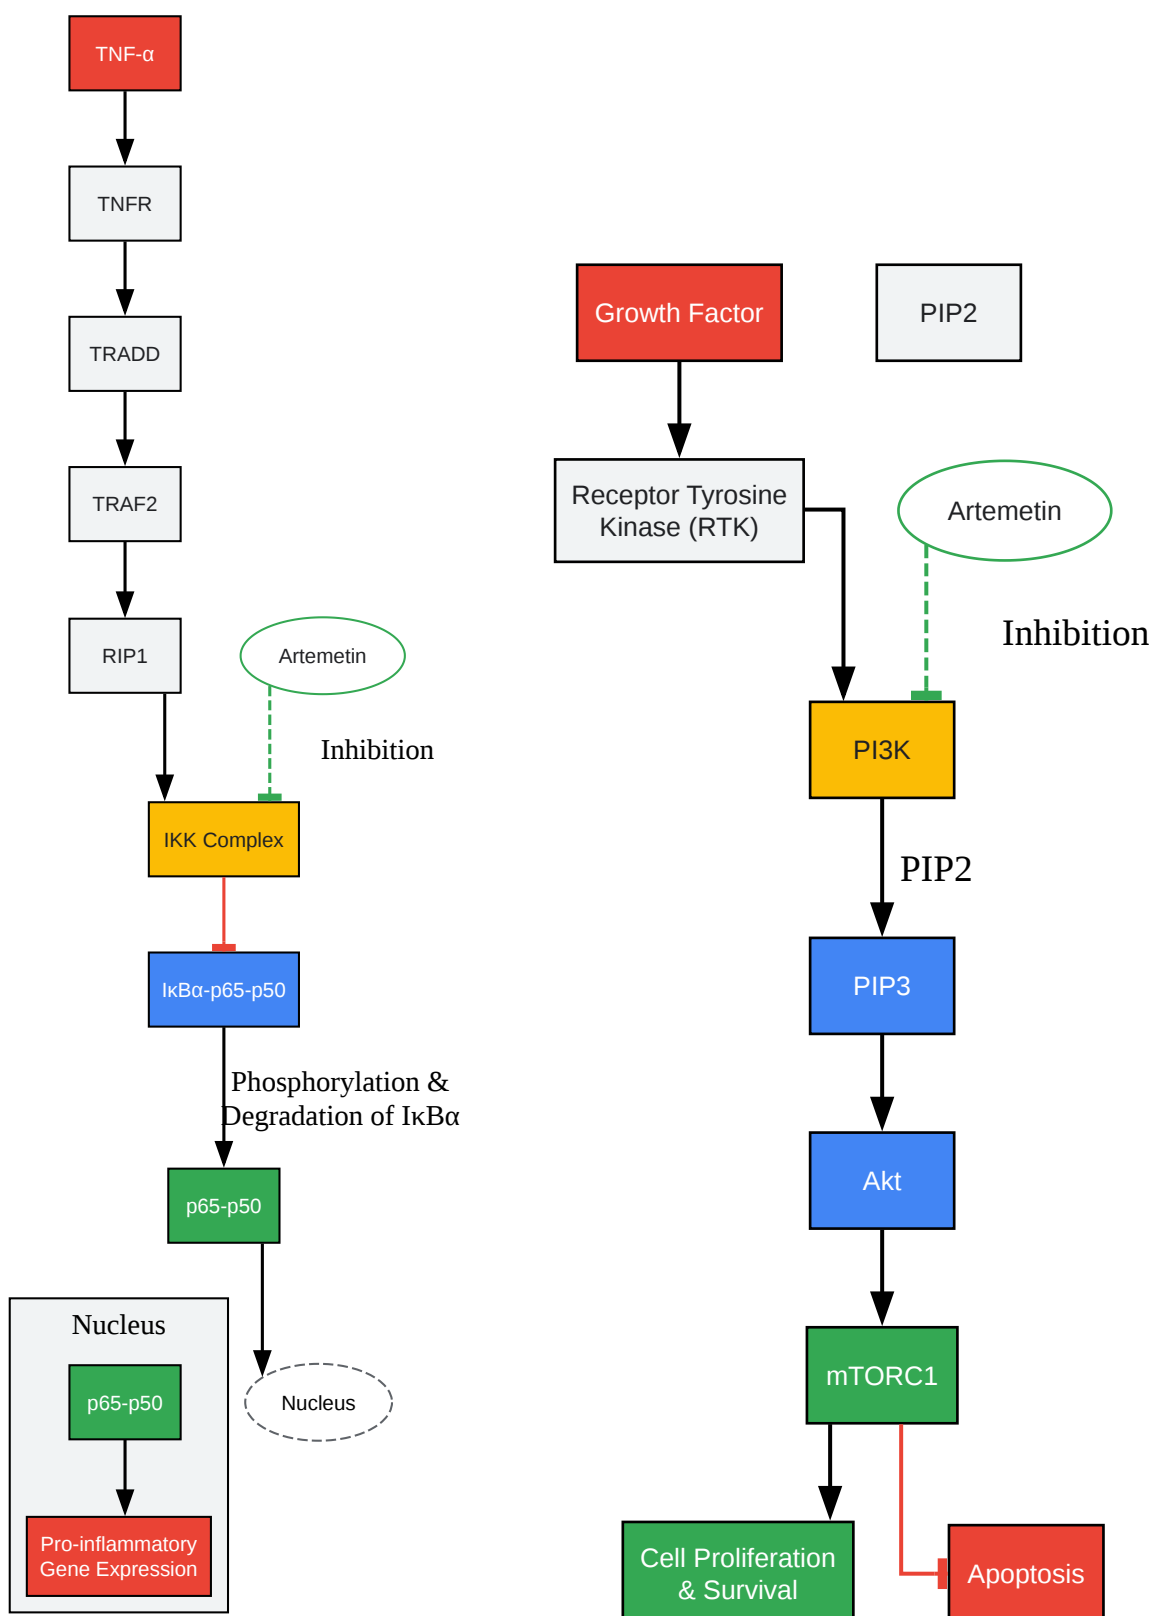 TNF-α
TNFR
TRADD
TRAF2
RIP1
Artemetin
Inhibition
IKK Complex
IκBα-p65-p50
Phosphorylation &
Degradation of IκBα
p65-p50
Nucleus
Nucleus
p65-p50
Pro-inflammatory
Gene Expression
Growth Factor
PIP2
Receptor Tyrosine
Kinase (RTK)
Artemetin
Inhibition
PI3K
PIP2
PIP3
Akt
mTORC1
Cell Proliferation
& Survival
Apoptosis